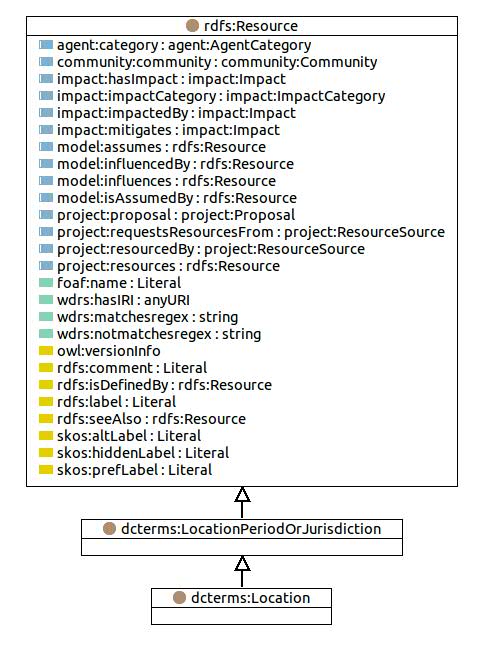 rdfs:Resource
agent:category : agent:AgentCategory
community:community : community:Community
impact:hasImpact : impact:Impact
impact:impactCategory : impact:ImpactCategory
impact:impactedBy : impact:Impact
impact:mitigates : impact:Impact
model:assumes : rdfs:Resource
model:influencedBy : rdfs:Resource
model:influences : rdfs:Resource
model:isAssumedBy : rdfs:Resource
project:proposal : project:Proposal
project:requestsResourcesFrom : project:ResourceSource
project:resourcedBy : project:ResourceSource
project:resources : rdfs:Resource
foaf:name : Literal
wdrs:hasIRI : anyURI
wdrs:matchesregex : string
wdrs:notmatchesregex : string
owl:versionInfo
rdfs:comment : Literal
rdfs:isDefinedBy : rdfs:Resource
rdfs:label : Literal
rdfs:seeAlso : rdfs:Resource
skos:altLabel : Literal
skos:hiddenLabel : Literal
skos:prefLabel : Literal
dcterms:LocationPeriodOrJurisdiction
dcterms:Location